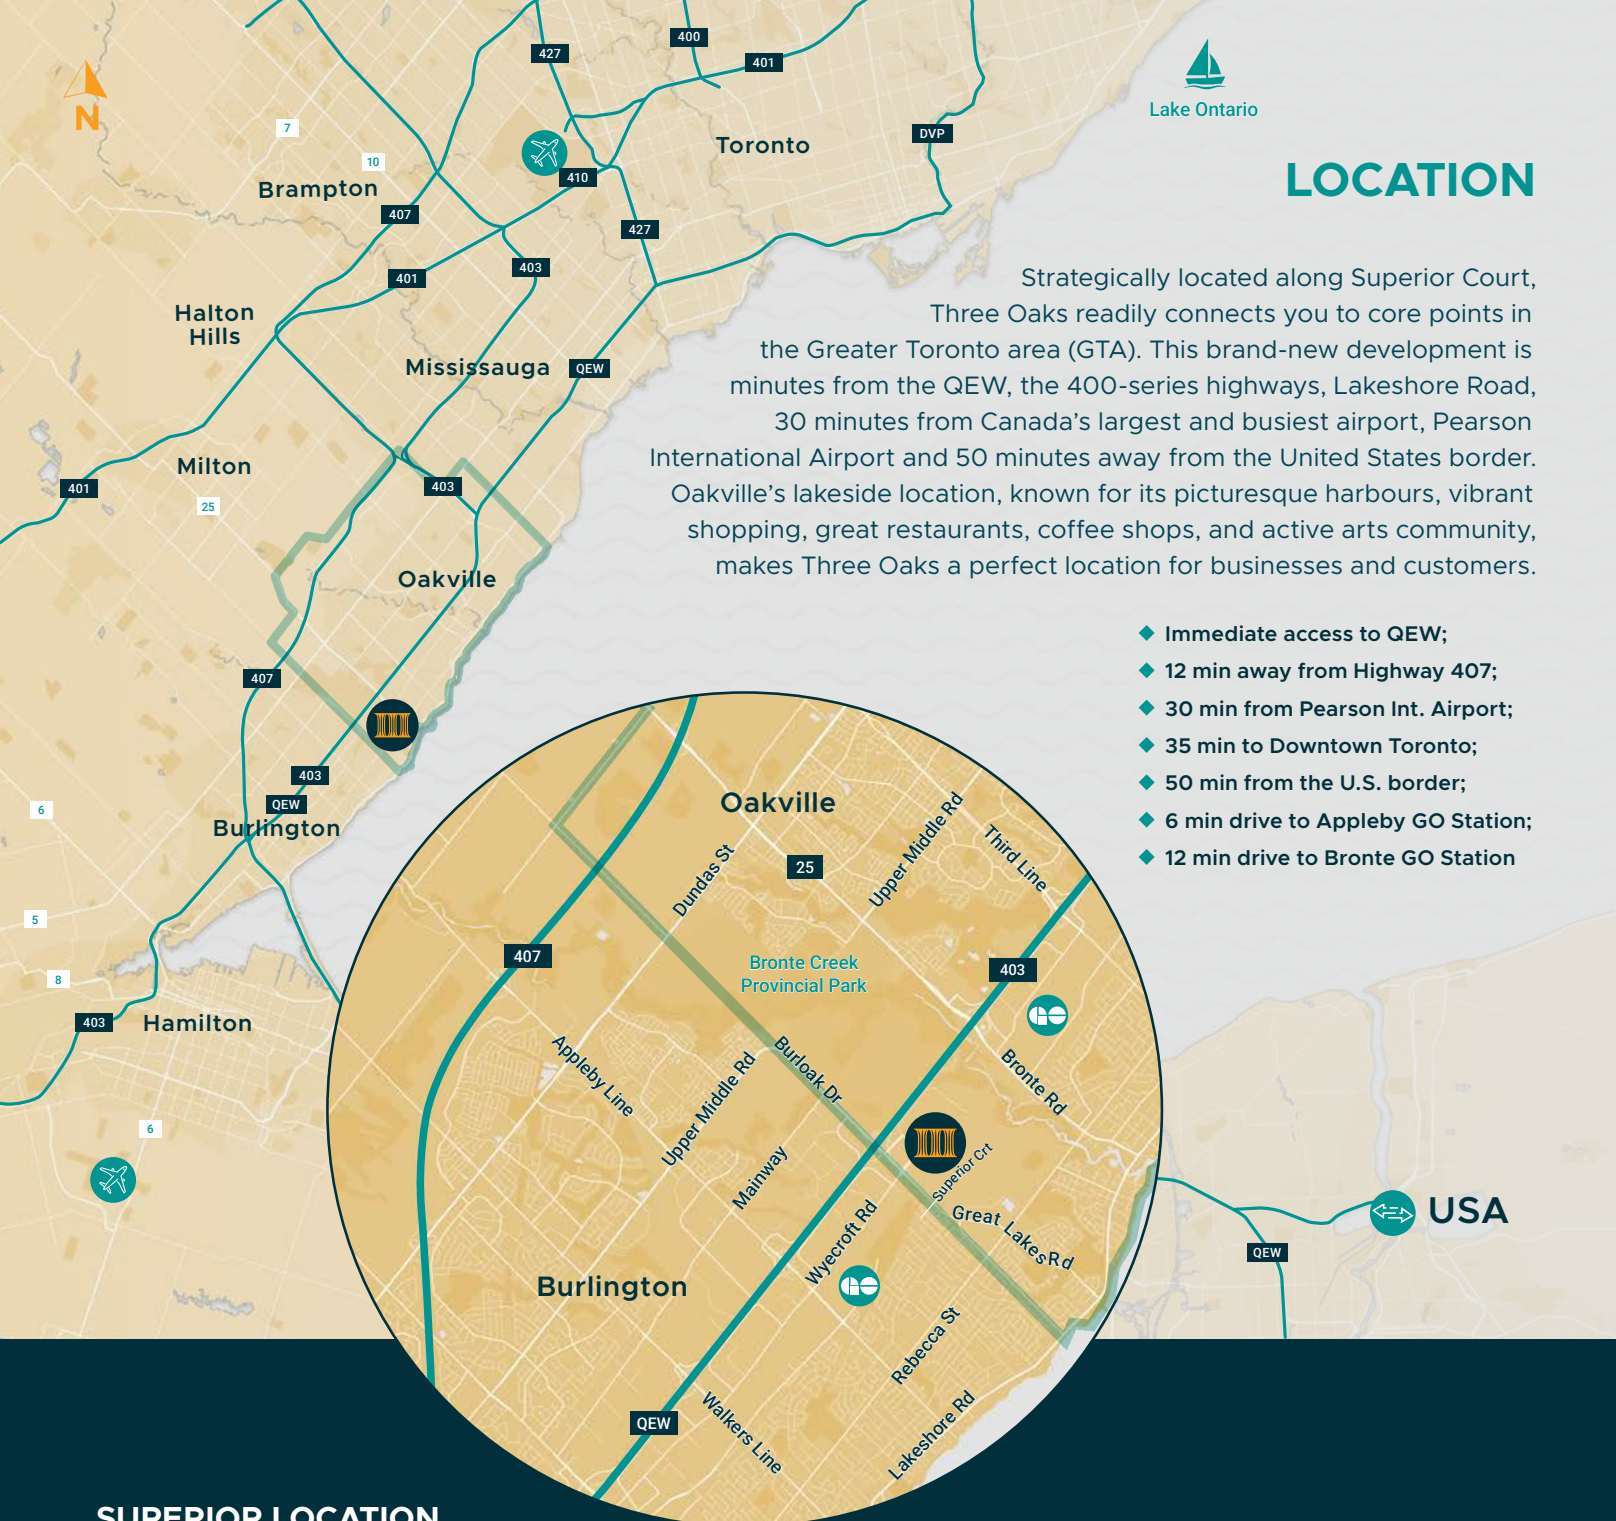 427
400
401
N
Lake Ontario
7
DVP
Toronto
10
410
Brampton
LOCATION
407
427
403
401
Strategically located along Superior Court,
Three Oaks readily connects you to core points in
the Greater Toronto area (GTA). This brand-new development is
minutes from the QEW, the 400-series highways, Lakeshore Road,
30 minutes from Canada's largest and busiest airport, Pearson
International Airport and 50 minutes away from the United States border.
Oakville's lakeside location, known for its picturesque harbours, vibrant
shopping, great restaurants, coffee shops, and active arts community,
makes Three Oaks a perfect location for businesses and customers.
Halton
Hills
Mississauga
QEW
Milton
401
403
25
Oakville
Immediate access to QEW;
12 min away from Highway 407;
30 min from Pearson Int. Airport;
35 min to Downtown Toronto;
50 min from the U.S. border;
6 min drive to Appleby GO Station;
12 min drive to Bronte GO Station
407
403
QEW
6
Burlington
5
8
403
Hamilton
6
Oakville
Upper Middle Rd
Third Line
25
Dundas St
407
Bronte Creek
Provincial Park
403
GO
Appleby Line
Upper Middle Rd
Burloak Dr
Bronte Rd
Mainway
Superior Crt
Great Lakes Rd
Wyecroft Rd
GO
Burlington
Rebecca St
QEW
Walkers Line
Lakeshore Rd
USA
QEW
SUPERIOR LOCATION